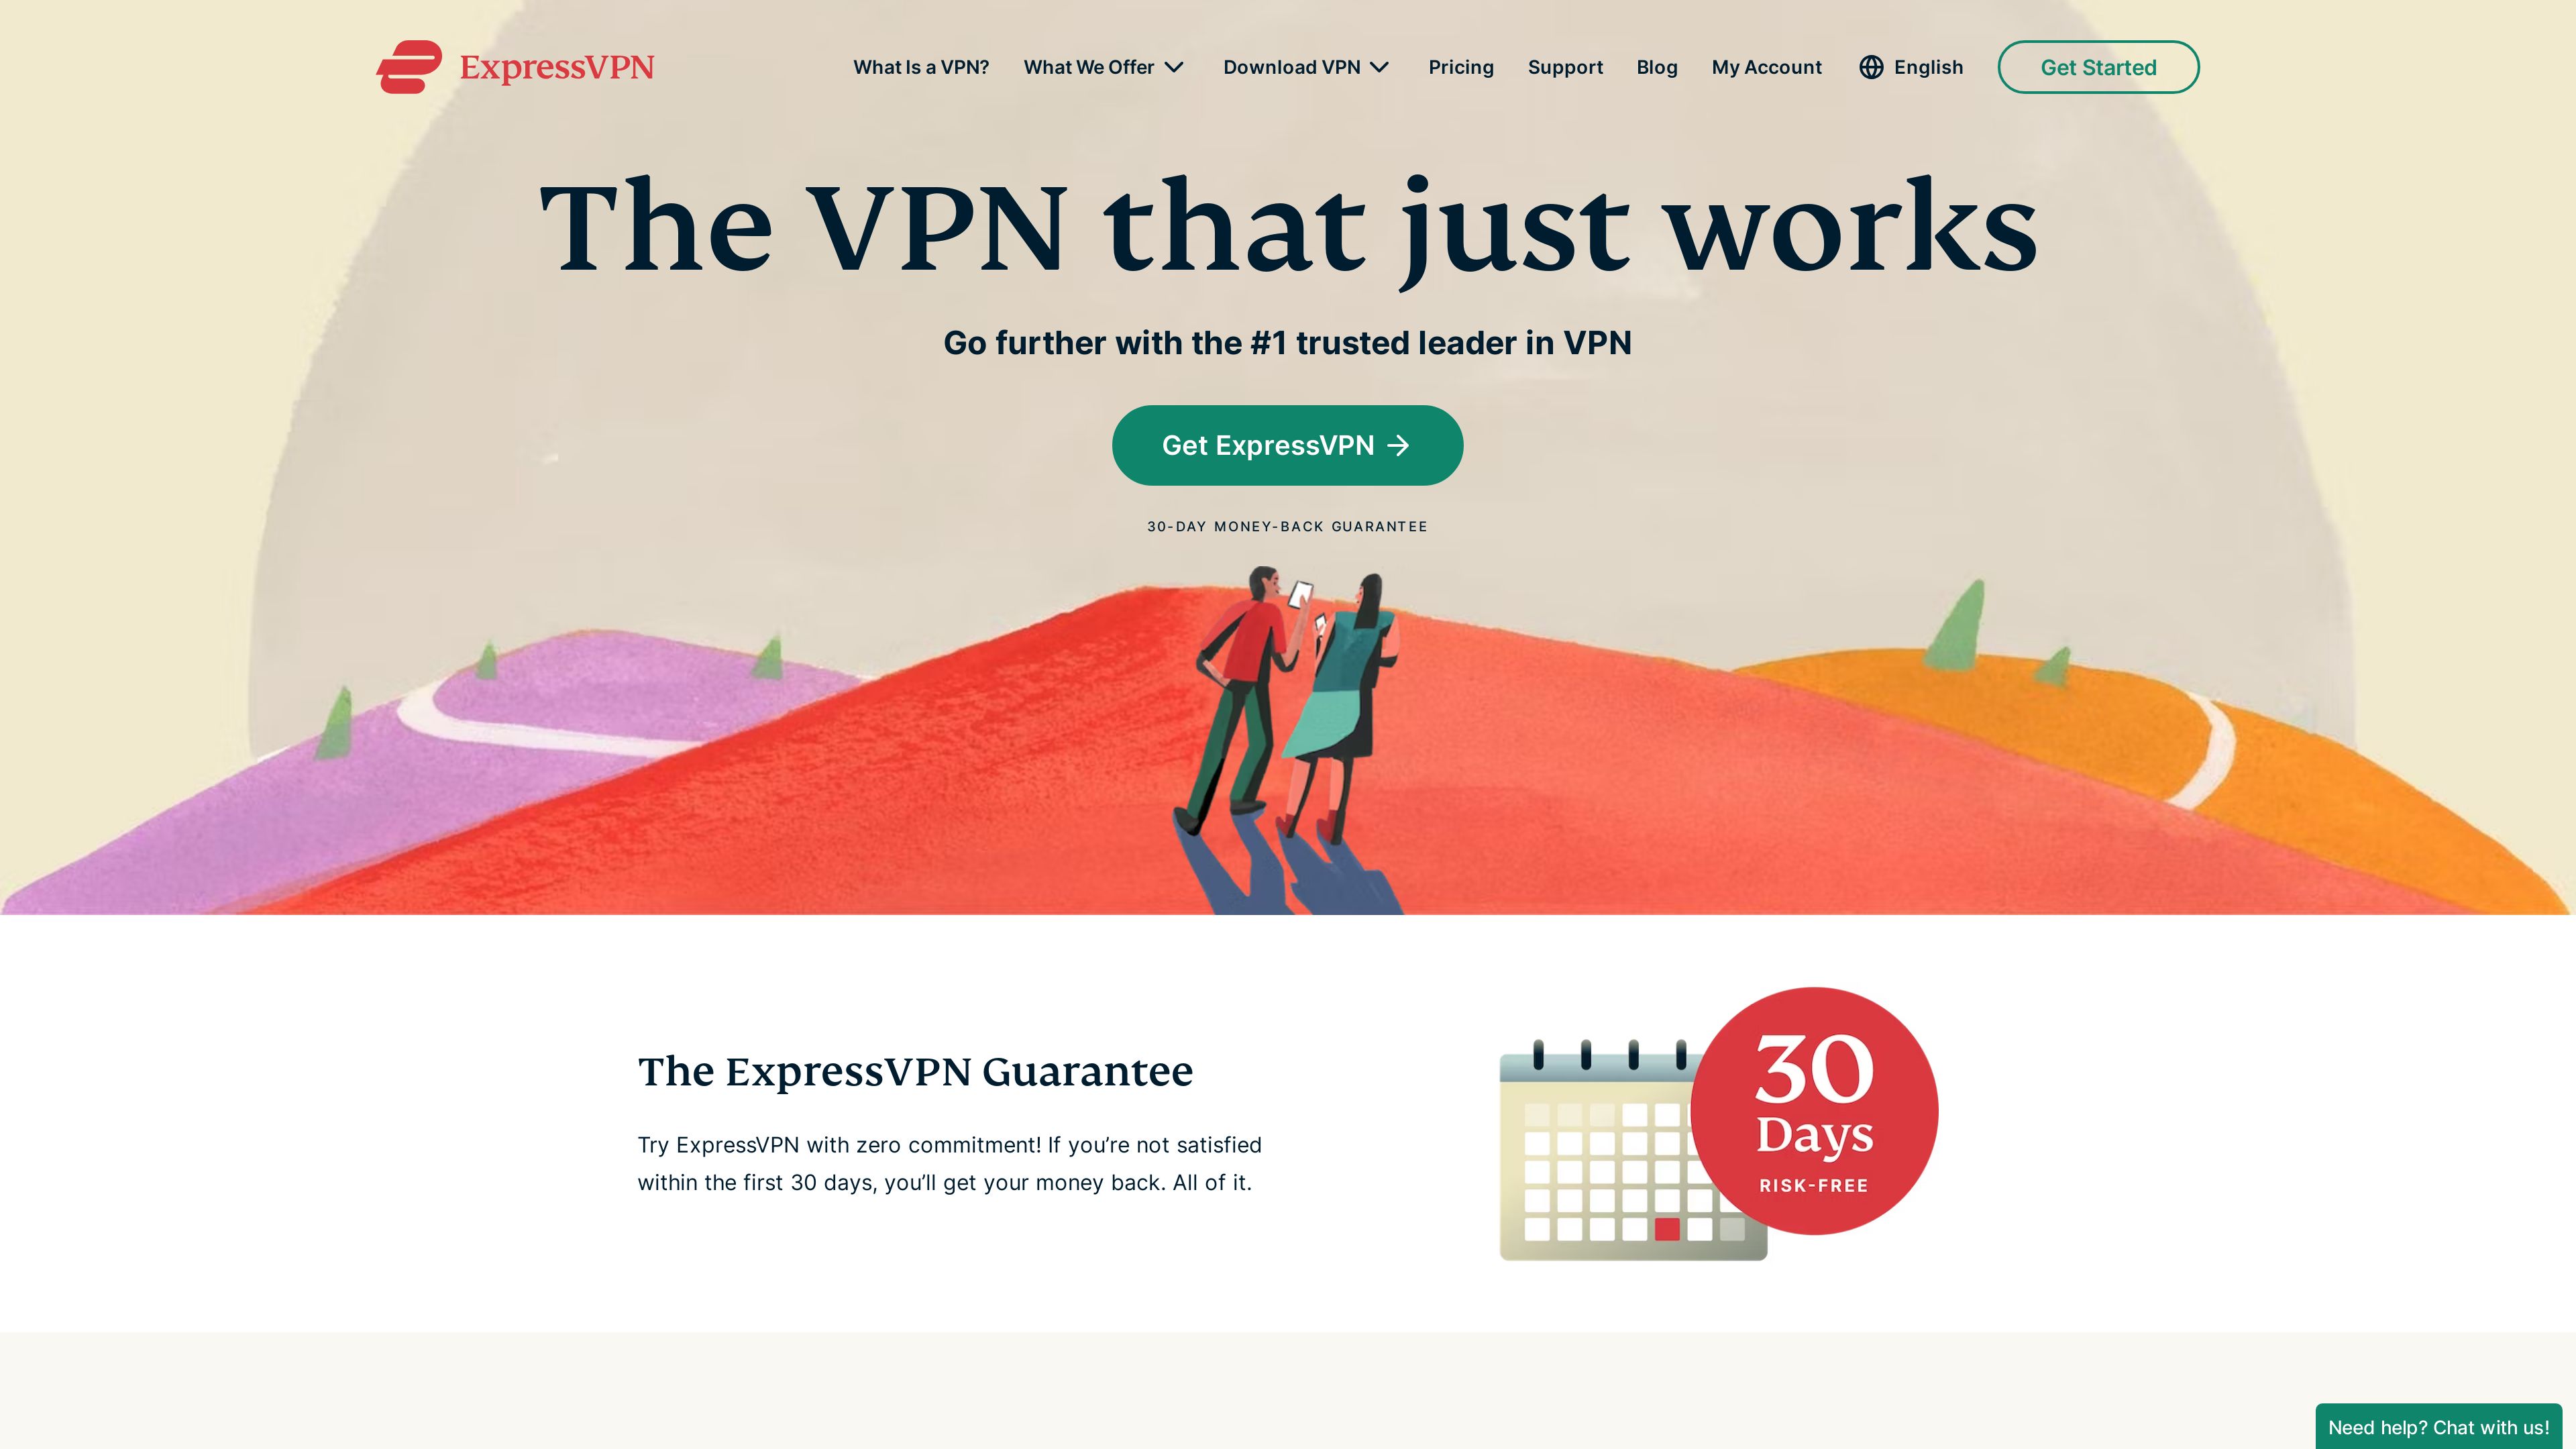 ExpressVPN
What Is a VPN? What We Offer Download VPN Pricing Support Blog My Account English Get Started
The VPN that just works
Go further with the #1 trusted leader in VPN
Get ExpressVPN →
30-DAY MONEY-BACK GUARANTEE
The ExpressVPN Guarantee
Try ExpressVPN with zero commitment! If you’re not satisfied
within the first 30 days, you’ll get your money back. All of it.
30
Days
RISK-FREE
Need help? Chat with us!